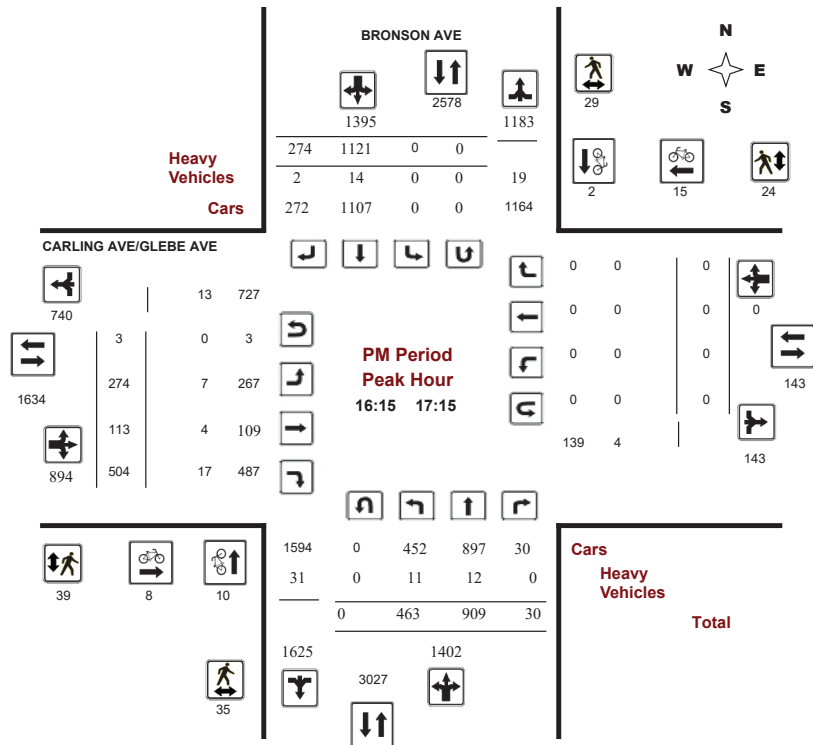 BRONSON AVE
N
W E
S
2578
29
1395 1183
274 1121 0 0
Heavy
Vehicles
2 14 0 0 19
Cars
272 1107 0 0 1164
2 15 24
CARLING AVE/GLEBE AVE
740
13 727
3 0 3
1634
274 7 267
113 4 109
894
504 17 487
PM Period
Peak Hour
16:15 17:15
0 0 0
0 0 0 0
0 0 0
143
0 0 0
139 4
143
1594 0 452 897 30
Cars
31 0 11 12 0
Heavy
Vehicles
39 8 10
0 463 909 30
Total
1625 1402
3027
35